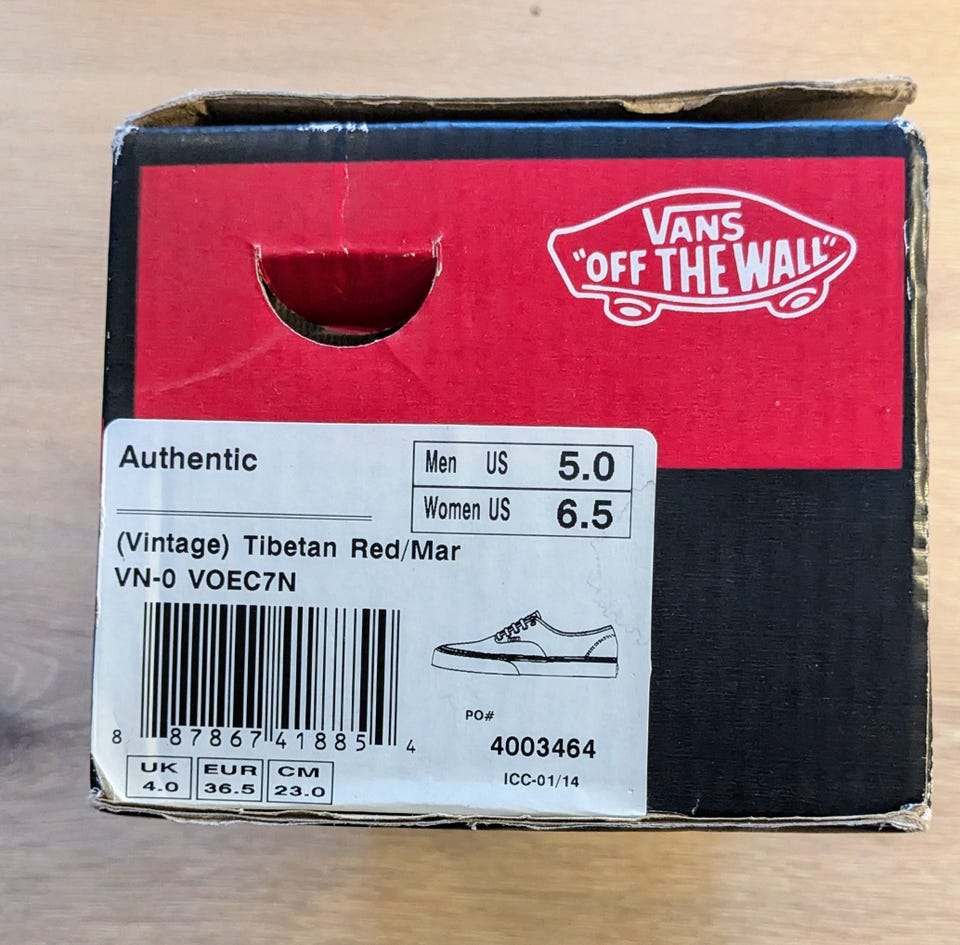 VANS
"OFF THE WALL"
Authentic
Men US 5.0
Women US 6.5
(Vintage) Tibetan Red/Mar
VN-0 VOEC7N
8 87867 41885 4
PO#
4003464
ICC-01/14
UK EUR CM
4.0 36.5 23.0